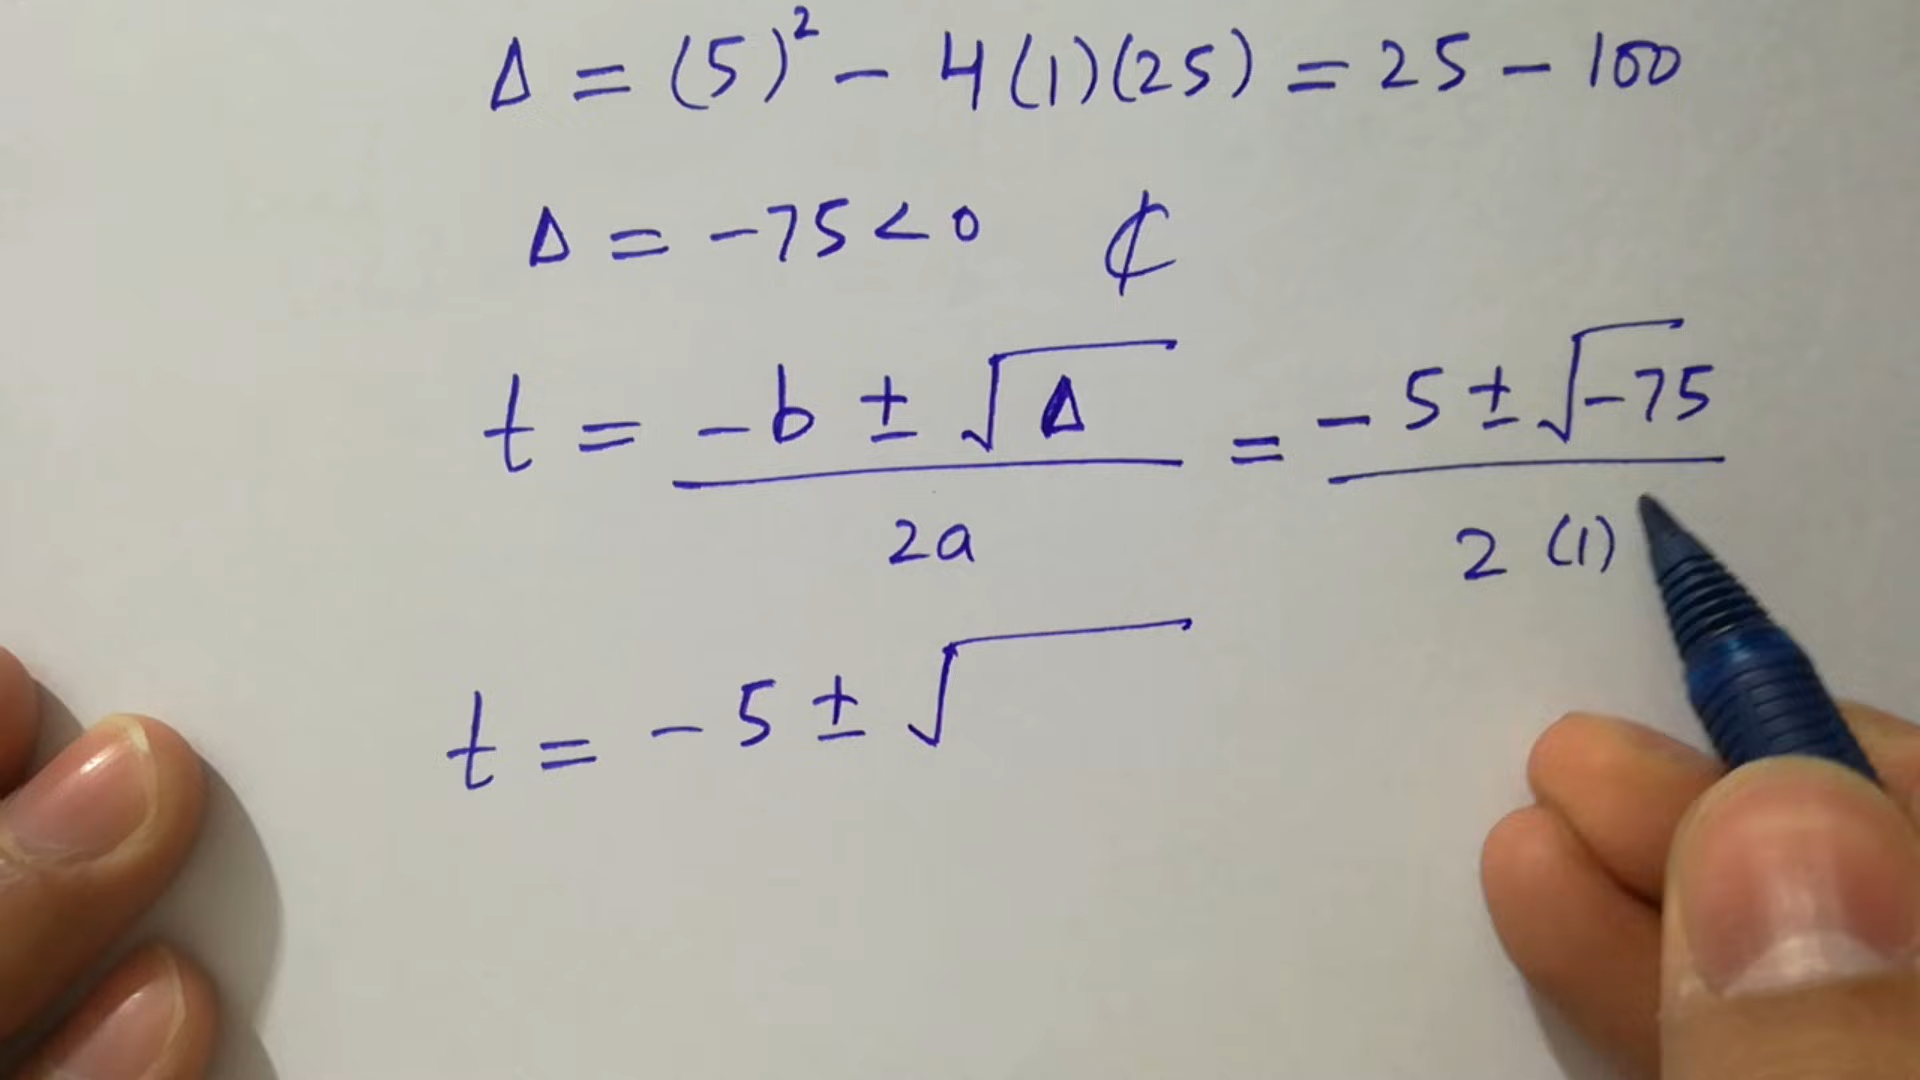 Δ = (5)² - 4(1)(25) = 25 - 100
Δ = -75 < 0 ₵
t = (-b ± √Δ)/2a = (-5 ± √-75)/2(1)
t = -5 ± √